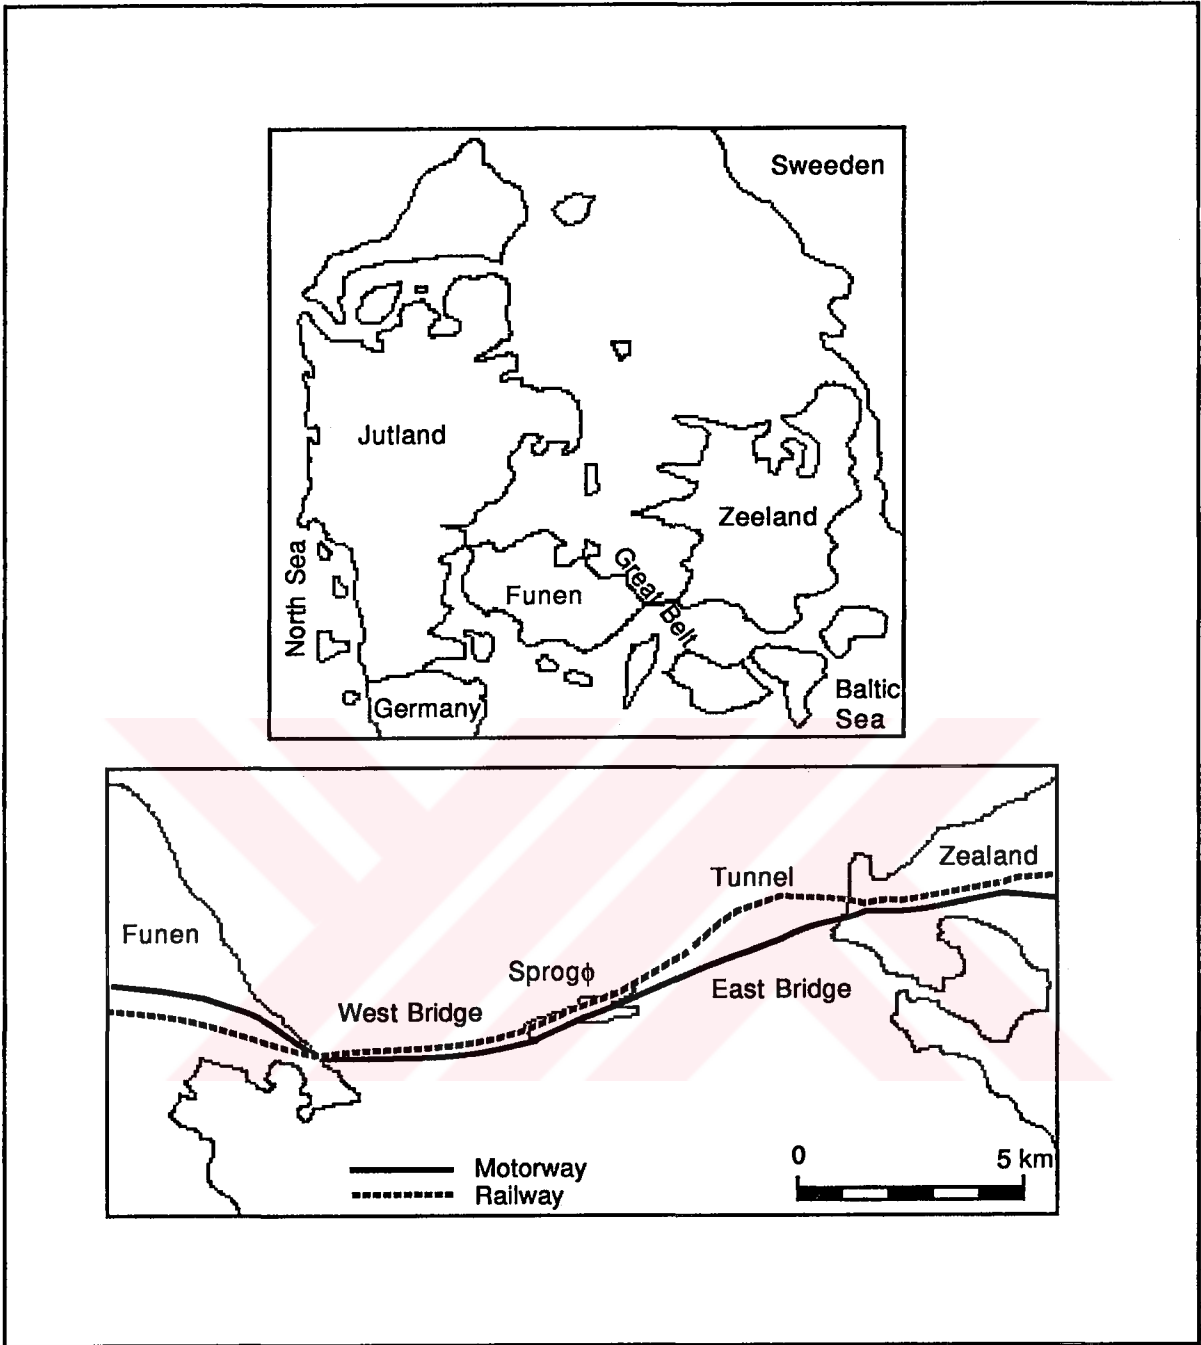 Sweeden
Jutland
Zeeland
North Sea
Great Belt
Funen
Baltic
Sea
Germany
Zealand
Tunnel
Funen
Sprogϕ
East Bridge
West Bridge
0 5 km
Motorway
Railway